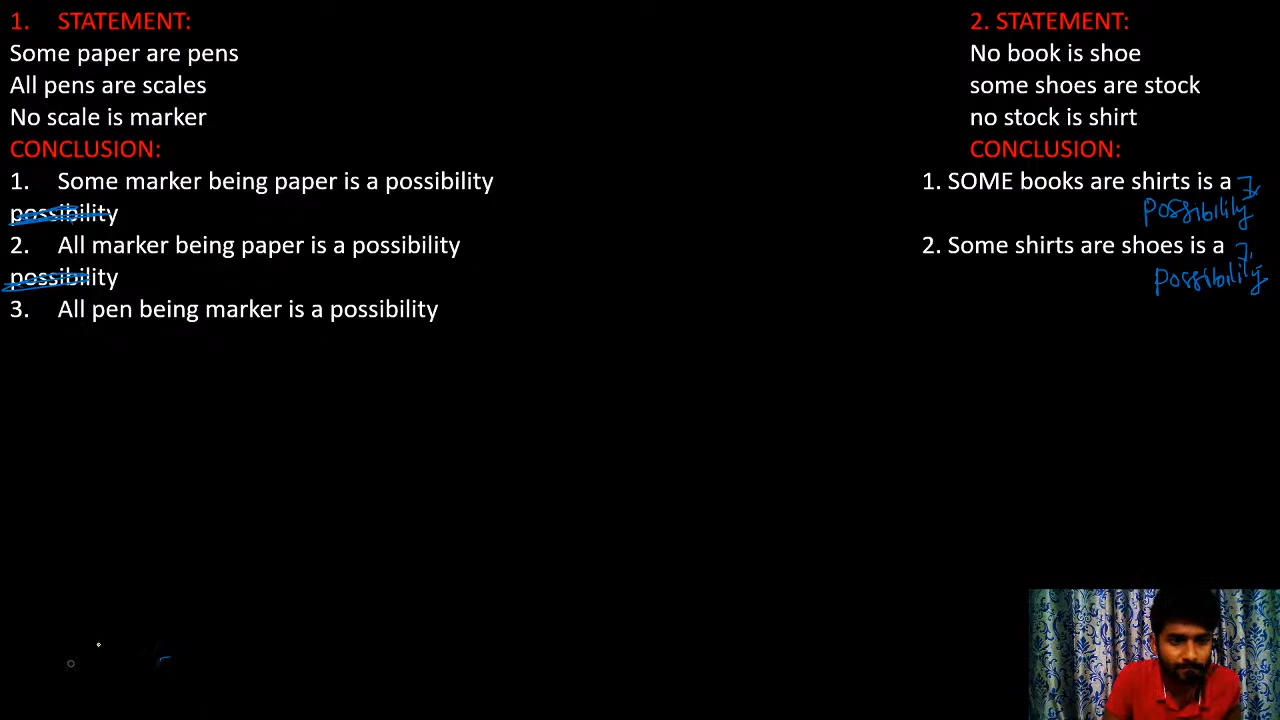 1. STATEMENT:
Some paper are pens
All pens are scales
No scale is marker
CONCLUSION:
1. Some marker being paper is a possibility
possibility
2. All marker being paper is a possibility
possibility
3. All pen being marker is a possibility
2. STATEMENT:
No book is shoe
some shoes are stock
no stock is shirt
CONCLUSION:
1. SOME books are shirts is a
possibility
2. Some shirts are shoes is a
possibility